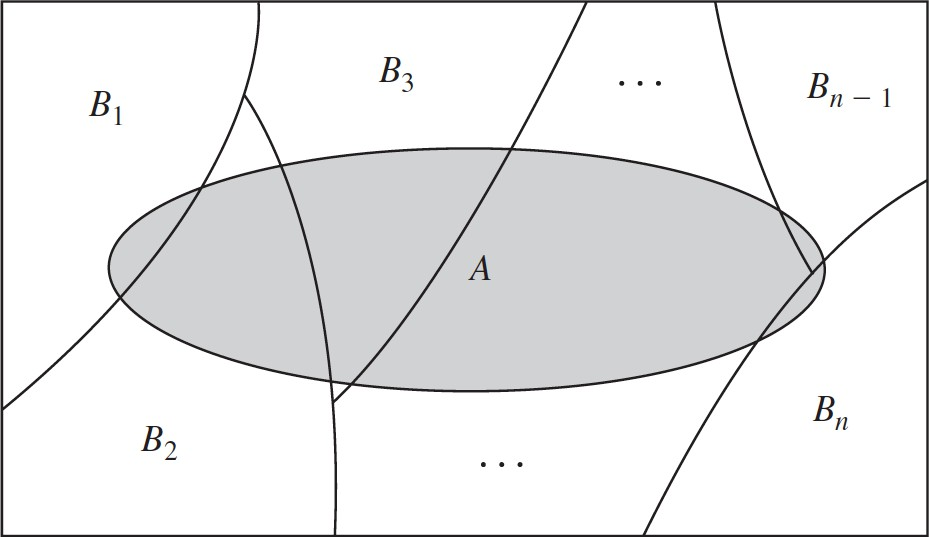 B₁
B₃
...
Bₙ ₋ ₁
A
B₂
...
Bₙ